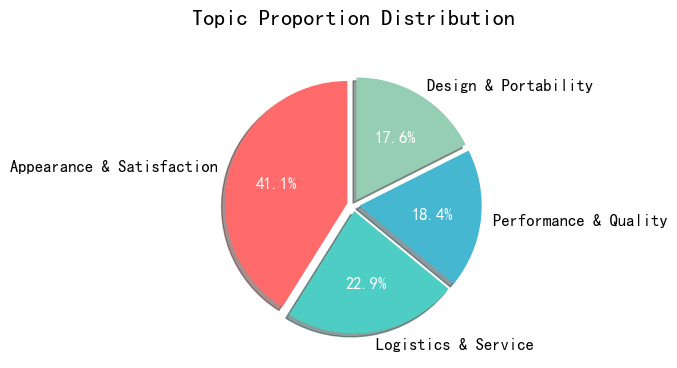 Topic Proportion Distribution
Design & Portability
17.6%
Appearance & Satisfaction
41.1%
18.4%
Performance & Quality
22.9%
Logistics & Service